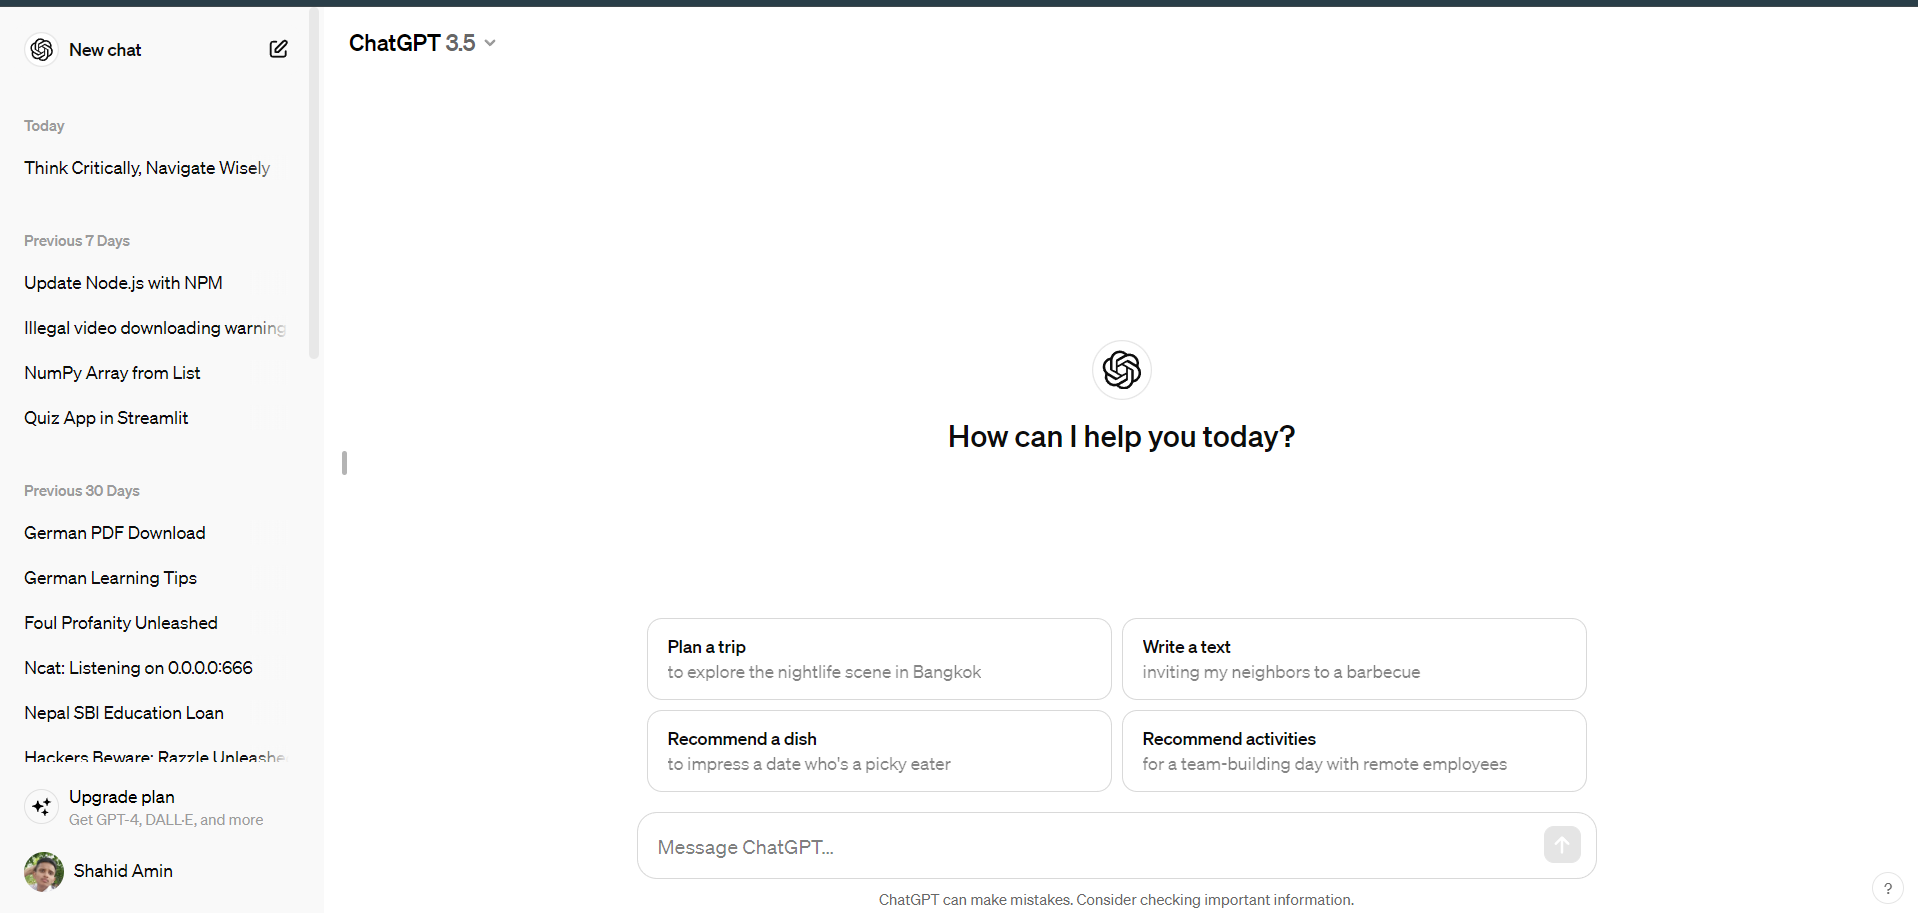 New chat
Today
Think Critically, Navigate Wisely
Previous 7 Days
Update Node.js with NPM
Illegal video downloading warning
NumPy Array from List
Quiz App in Streamlit
Previous 30 Days
German PDF Download
German Learning Tips
Foul Profanity Unleashed
Ncat: Listening on 0.0.0.0:666
Nepal SBI Education Loan
Hackers Beware: Razzle Unleashe
Upgrade plan
Get GPT-4, DALL·E, and more
Shahid Amin
ChatGPT 3.5
How can I help you today?
Plan a trip
to explore the nightlife scene in Bangkok
Write a text
inviting my neighbors to a barbecue
Recommend a dish
to impress a date who's a picky eater
Recommend activities
for a team-building day with remote employees
Message ChatGPT...
ChatGPT can make mistakes. Consider checking important information.
?